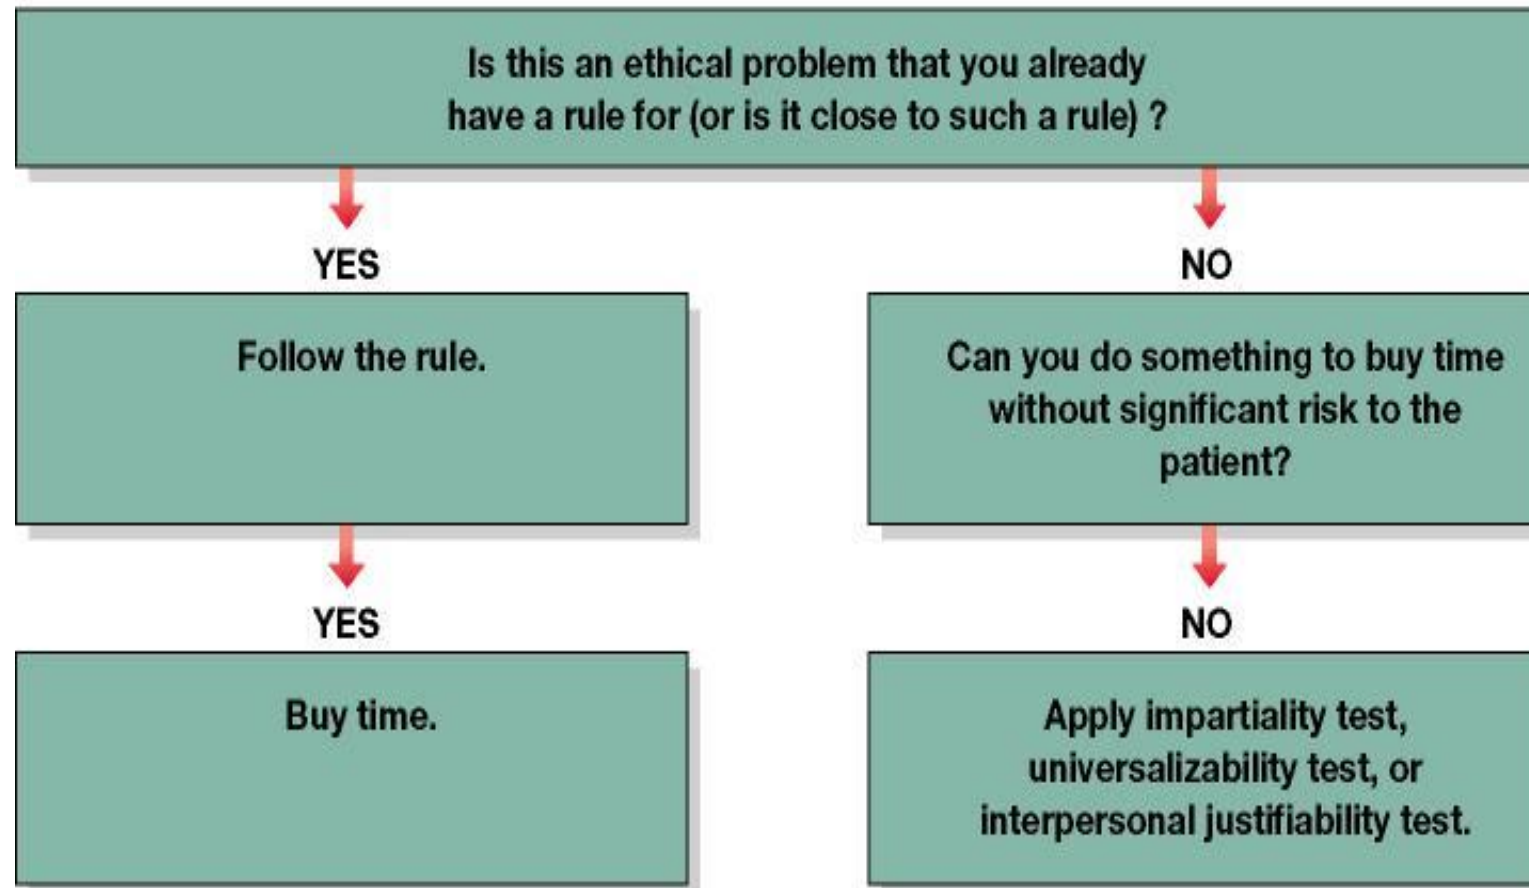 Is this an ethical problem that you already
have a rule for (or is it close to such a rule) ?
YES
NO
Follow the rule.
Can you do something to buy time
without significant risk to the
patient?
YES
NO
Buy time.
Apply impartiality test,
universalizability test, or
interpersonal justifiability test.